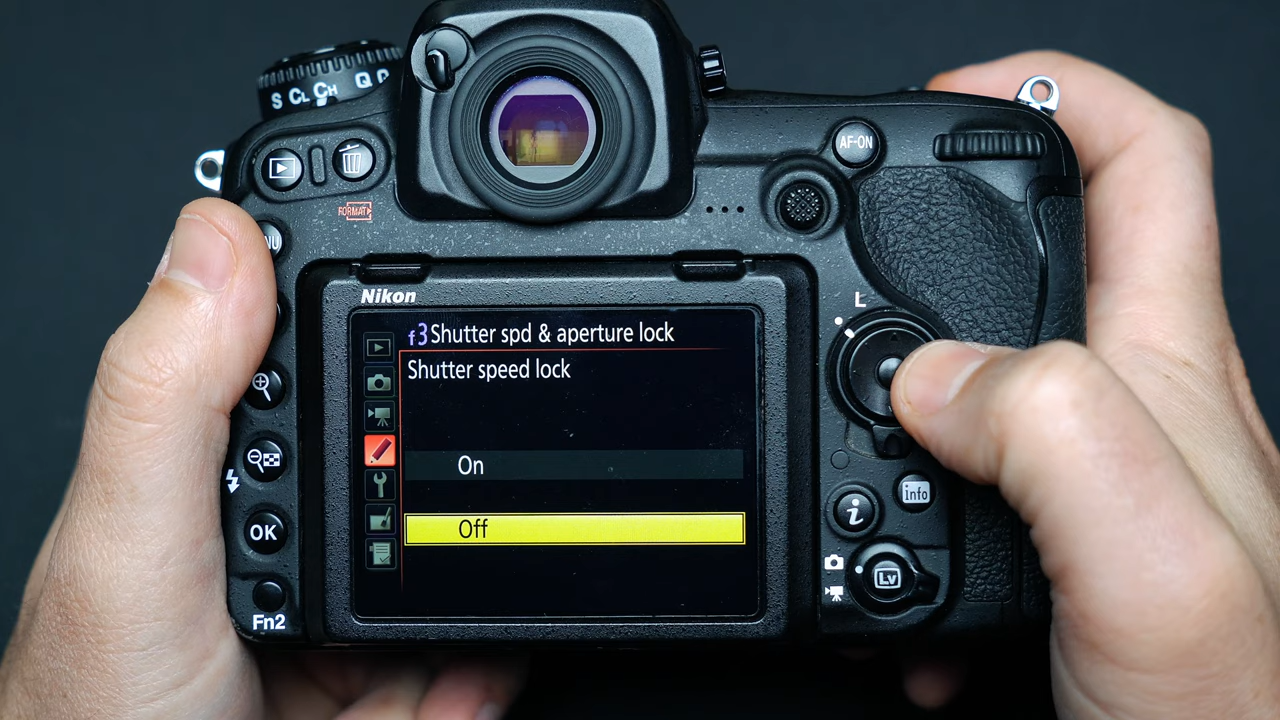 S CL CH Q
AF-ON
FORMAT
Nikon
L
f3 Shutter spd & aperture lock
Shutter speed lock
On
Off
info
i
OK
Lv
Fn2